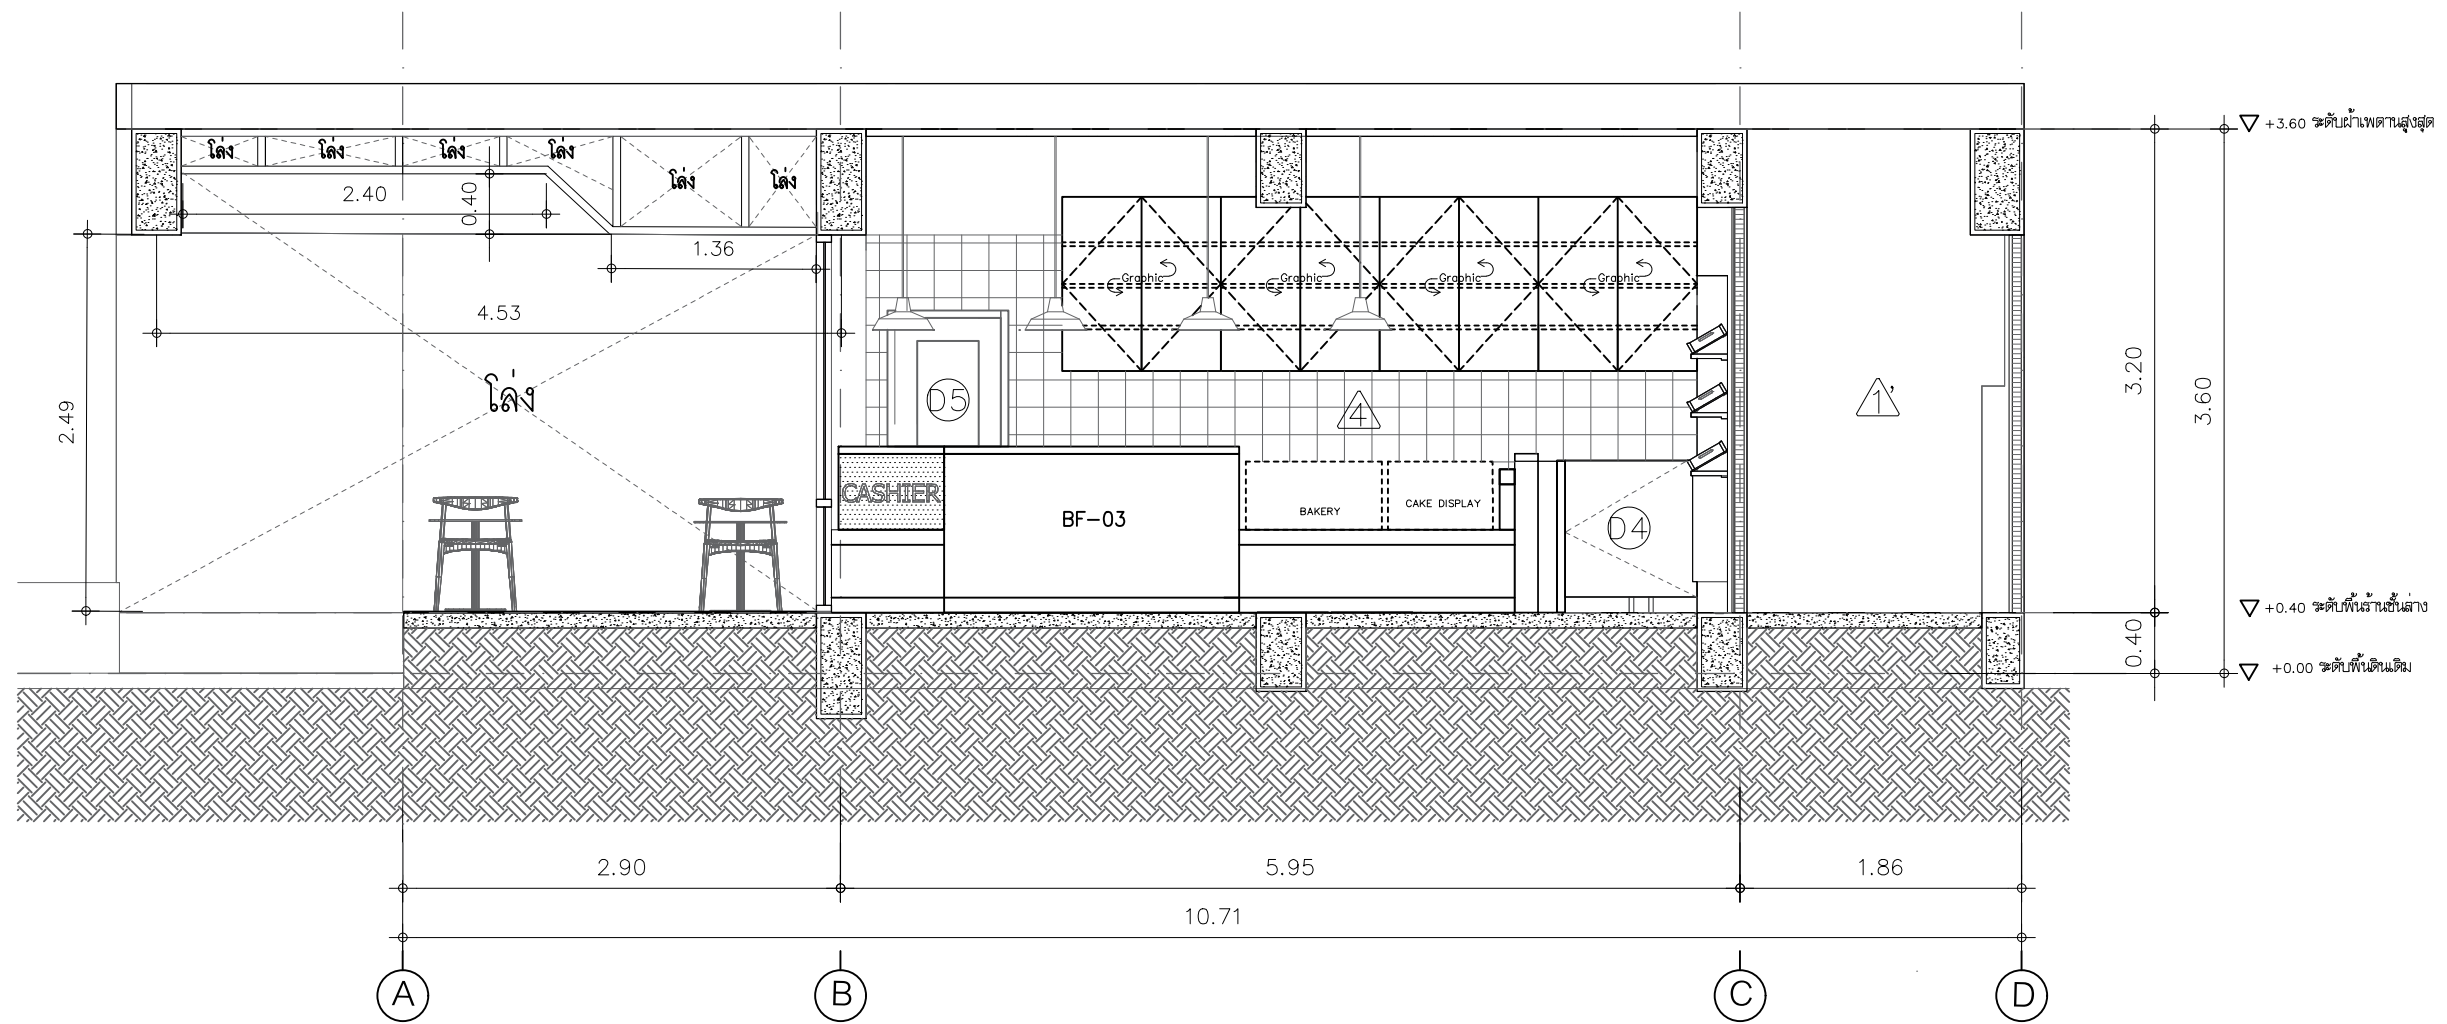 +3.60 ระดับฝ้าเพดานสูงสุด
โล่ง โล่ง โล่ง โล่ง โล่ง โล่ง
2.40
0.40
1.36
4.53
Graphic Graphic Graphic Graphic
2.49
โล่ง
D5
4
1'
3.20
3.60
CASHIER
BF-03
BAKERY
CAKE DISPLAY
D4
+0.40 ระดับพื้นร้านชั้นล่าง
0.40
+0.00 ระดับพื้นดินเดิม
2.90
5.95
1.86
10.71
A B C D